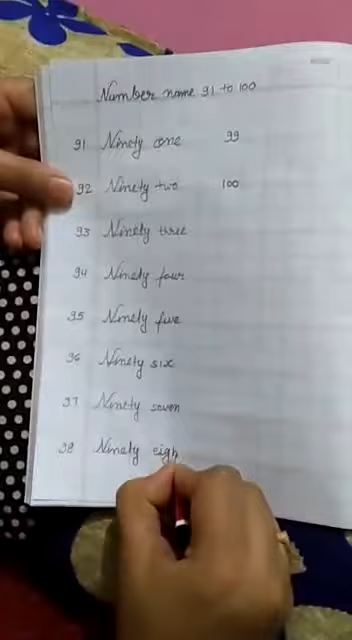 Number name 91 to 100
91 Ninety one 99
92 Ninety two 100
93 Ninety three
94 Ninety four
95 Ninety five
96 Ninety six
97 Ninety seven
98 Ninety eigh